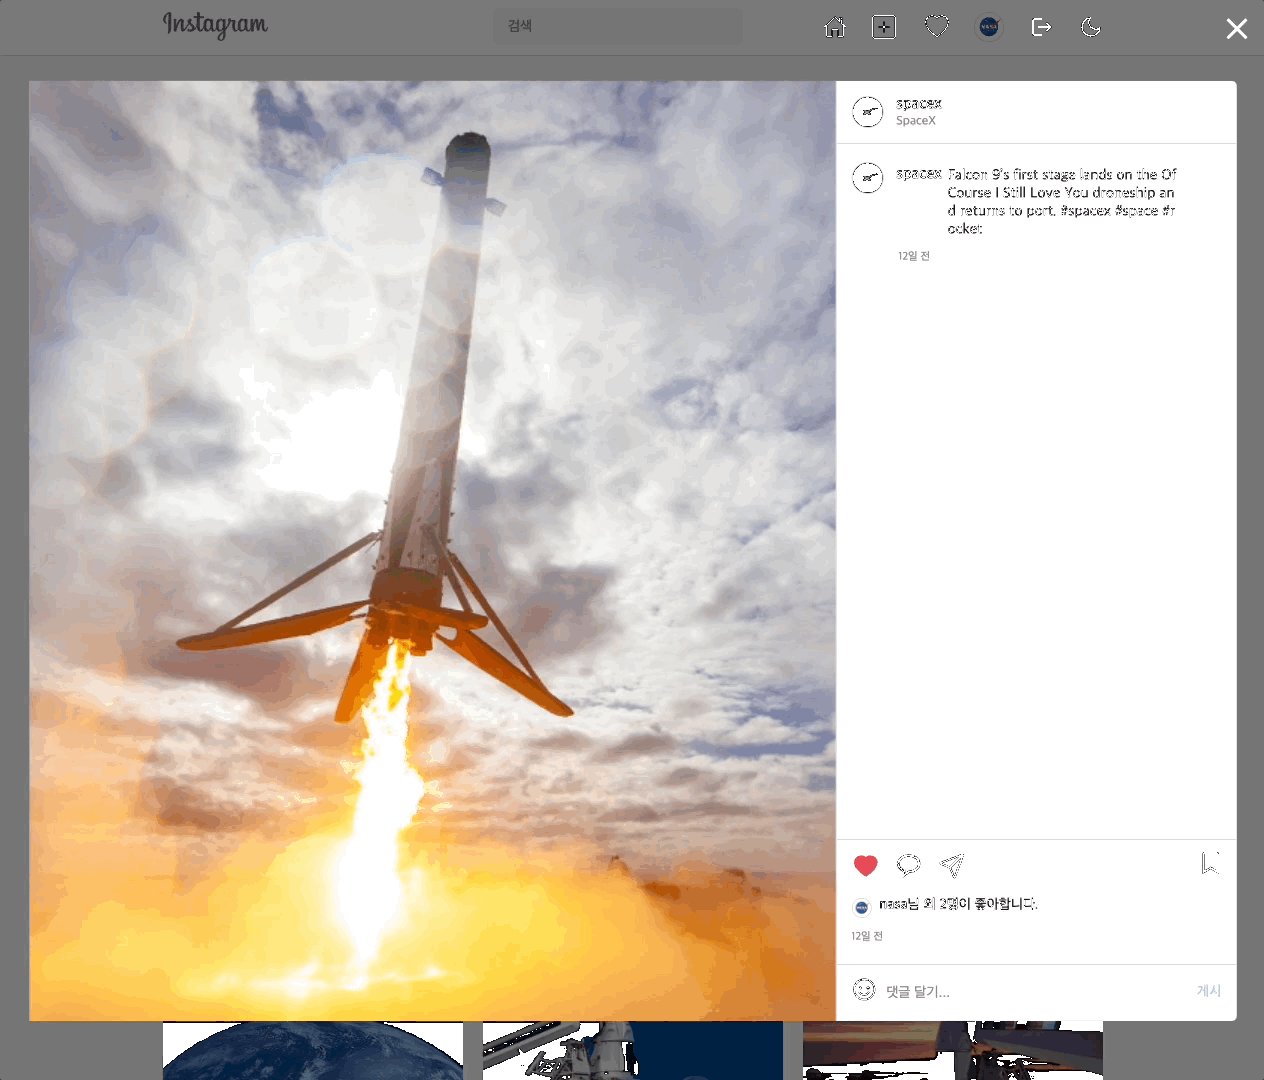 Instagram
검색
spacex
SpaceX
spacex Falcon 9's first stage lands on the Of
Course I Still Love You droneship an
d returns to port. #spacex #space #r
ocket
12일 전
nasa님 외 2명이 좋아합니다.
12일 전
댓글 달기...
게시